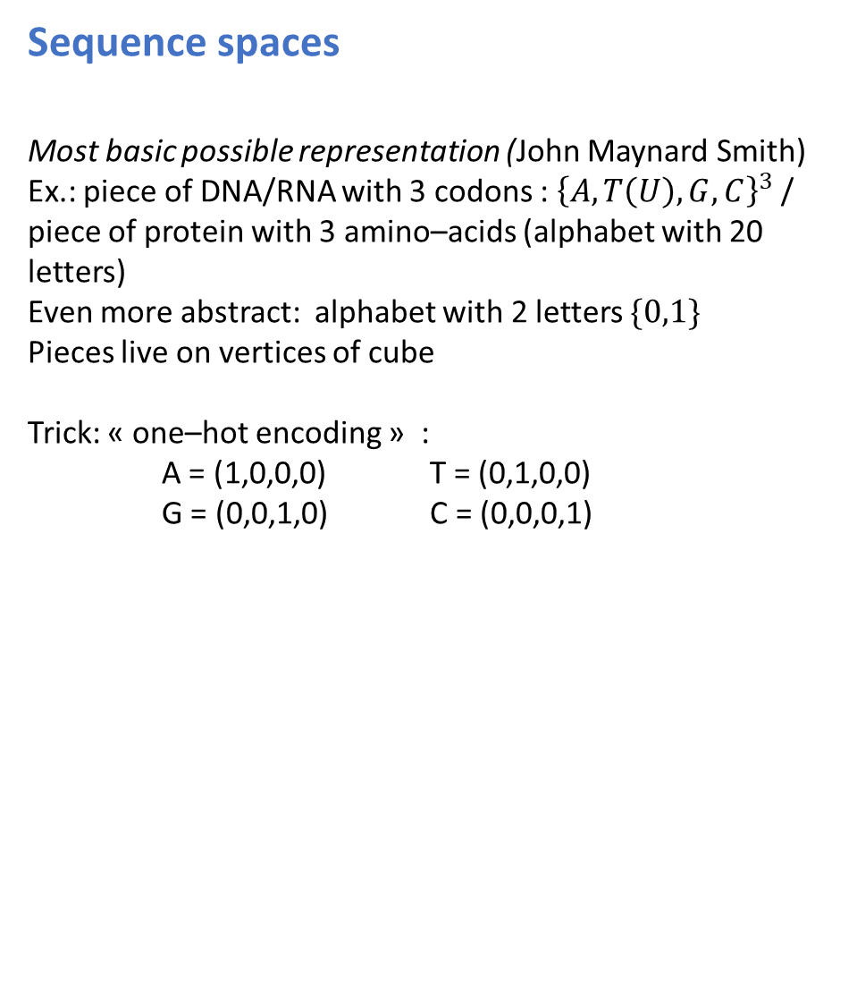 Sequence spaces
Most basic possible representation (John Maynard Smith)
Ex.: piece of DNA/RNA with 3 codons : {A, T(U), G, C}³ /
piece of protein with 3 amino–acids (alphabet with 20
letters)
Even more abstract: alphabet with 2 letters {0,1}
Pieces live on vertices of cube
Trick: « one–hot encoding » :
A = (1,0,0,0) T = (0,1,0,0)
G = (0,0,1,0) C = (0,0,0,1)